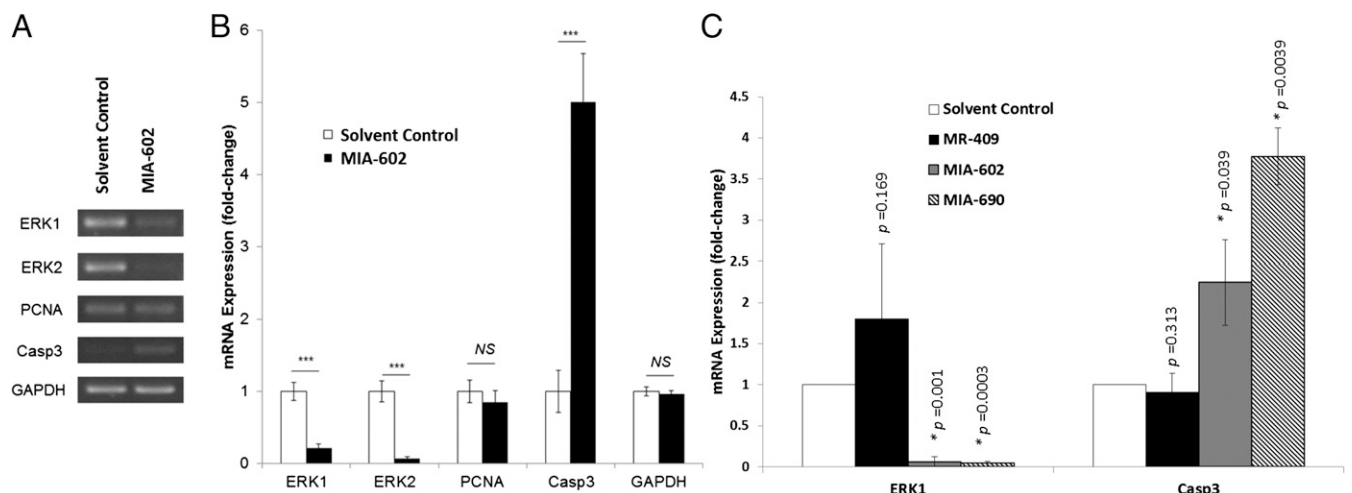 A
Solvent Control
MIA-602
ERK1
ERK2
PCNA
Casp3
GAPDH
B
mRNA Expression (fold-change)
6
5
4
3
2
1
0
Solvent Control
MIA-602
***
***
NS
***
NS
ERK1
ERK2
PCNA
Casp3
GAPDH
C
mRNA Expression (fold-change)
4.5
4
3.5
3
2.5
2
1.5
1
0.5
0
Solvent Control
MR-409
MIA-602
MIA-690
p =0.169
* p =0.001
* p =0.0003
p =0.313
* p =0.039
* p =0.0039
ERK1
Casp3